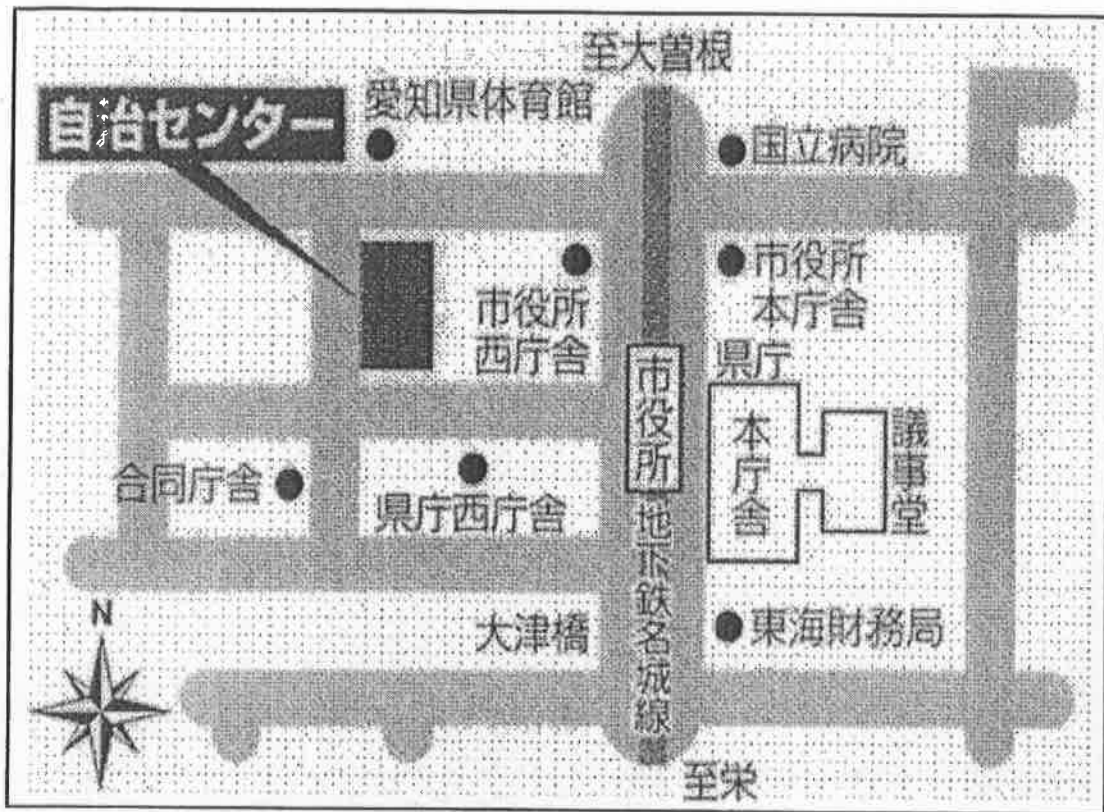 至大曽根
愛知県体育館
自治センター
国立病院
市役所
西庁舎
市役所
本庁舎
県庁
市役所
本庁舎
議事堂
合同庁舎
県庁西庁舎
地下鉄名城線
N
大津橋
東海財務局
至栄